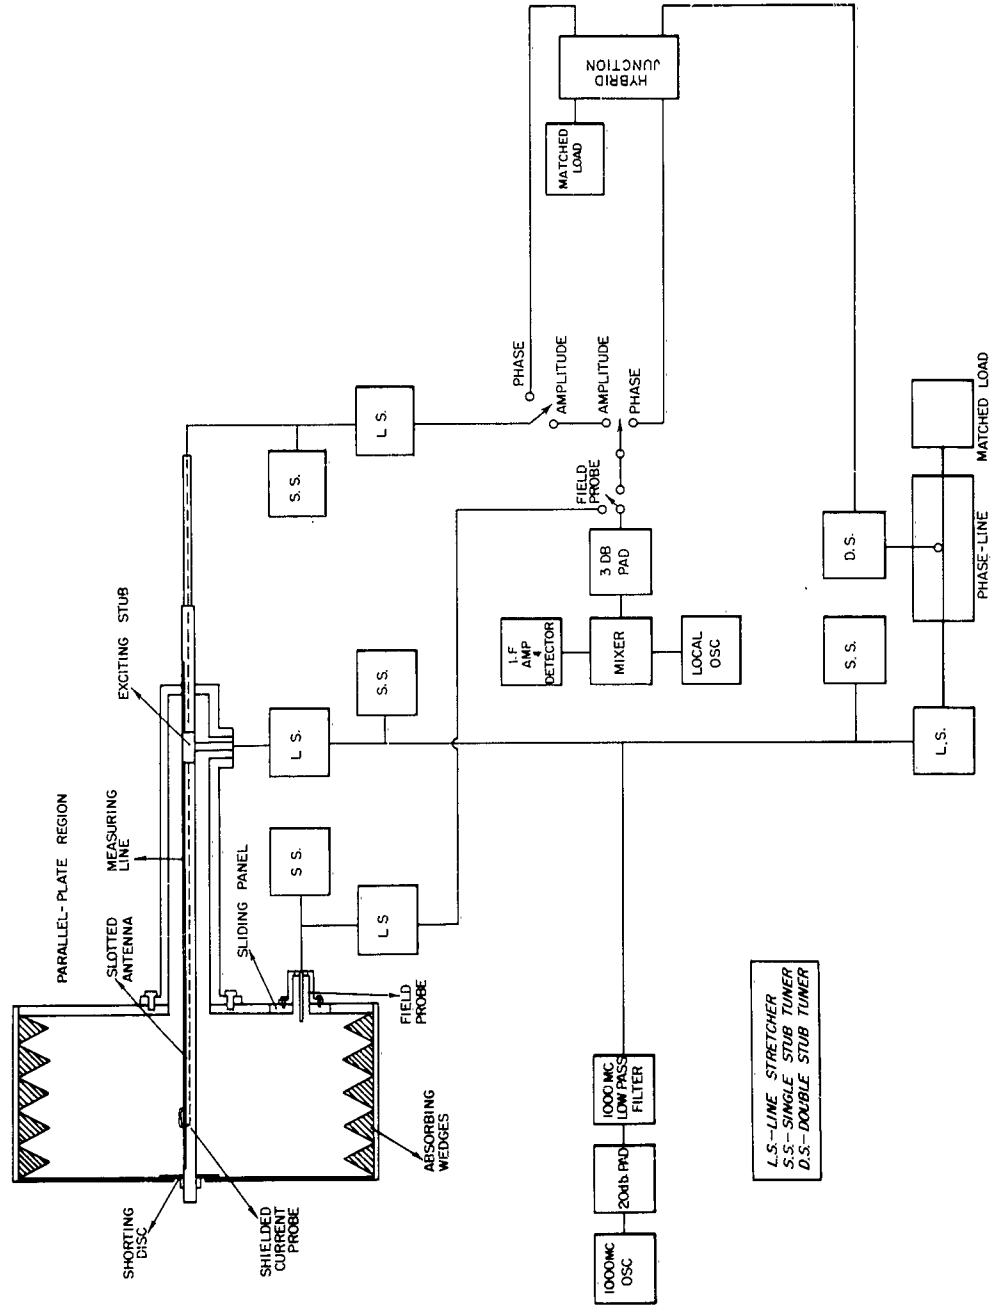 PARALLEL-PLATE REGION
SHORTING
DISC
SHIELDED
CURRENT
PROBE
SLOTTED
ANTENNA
MEASURING
LINE
EXCITING STUB
ABSORBING
WEDGES
FIELD
PROBE
SLIDING PANEL
S S.
L S
L S.
S.S.
S.S.
L S.
PHASE
AMPLITUDE
AMPLITUDE
PHASE
FIELD
PROBE
MATCHED
LOAD
HYBRID
JUNCTION
I.F
AMP
4
DETECTOR
MIXER
3 DB
PAD
LOCAL
OSC
1000MC
OSC
20db. PAD
1000 MC
LOW PASS
FILTER
S.S.
D.S.
L.S.
PHASE-LINE
MATCHED LOAD
L.S.-LINE STRETCHER
S.S.-SINGLE STUB TUNER
D.S.-DOUBLE STUB TUNER